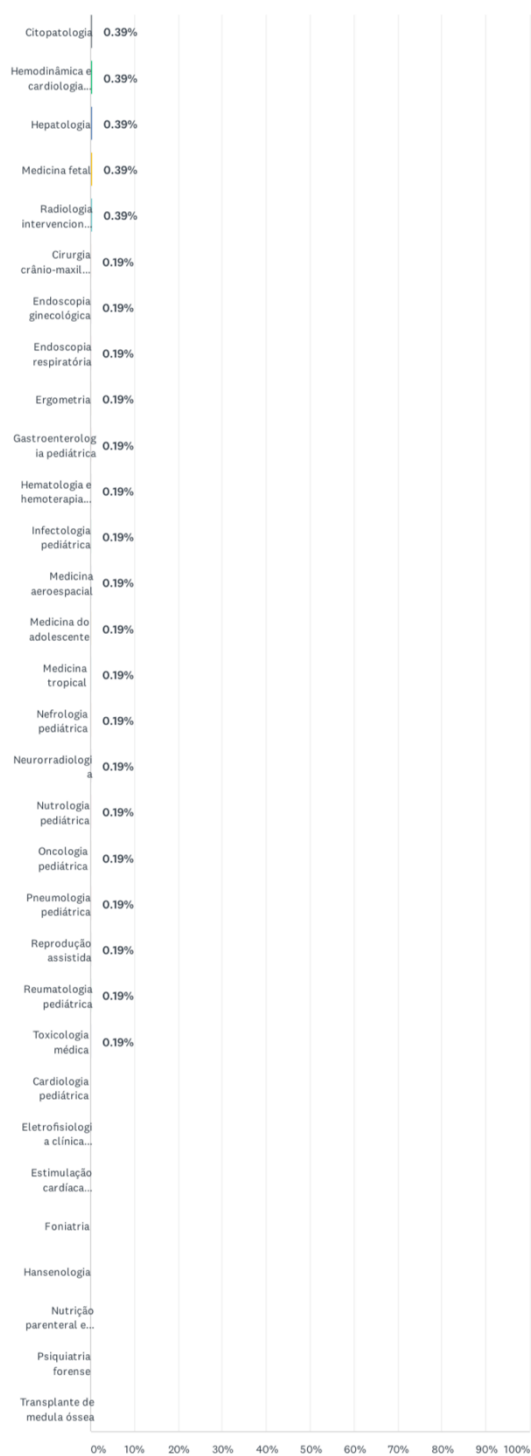 Citopatologia 0.39%
Hemodinâmica e
cardiologia... 0.39%
Hepatologia 0.39%
Medicina fetal 0.39%
Radiologia
intervencion... 0.39%
Cirurgia
crânio-maxil... 0.19%
Endoscopia
ginecológica 0.19%
Endoscopia
respiratória 0.19%
Ergometria 0.19%
Gastroenterolog
ia pediátrica 0.19%
Hematologia e
hemoterapia... 0.19%
Infectologia
pediátrica 0.19%
Medicina
aeroespacial 0.19%
Medicina do
adolescente 0.19%
Medicina
tropical 0.19%
Nefrologia
pediátrica 0.19%
Neurorradiologi
a 0.19%
Nutrologia
pediátrica 0.19%
Oncologia
pediátrica 0.19%
Pneumologia
pediátrica 0.19%
Reprodução
assistida 0.19%
Reumatologia
pediátrica 0.19%
Toxicologia
médica 0.19%
Cardiologia
pediátrica
Eletrofisiologi
a clínica...
Estimulação
cardíaca...
Foniatria
Hansenologia
Nutrição
parenteral e...
Psiquiatria
forense
Transplante de
medula óssea
0% 10% 20% 30% 40% 50% 60% 70% 80% 90% 100%